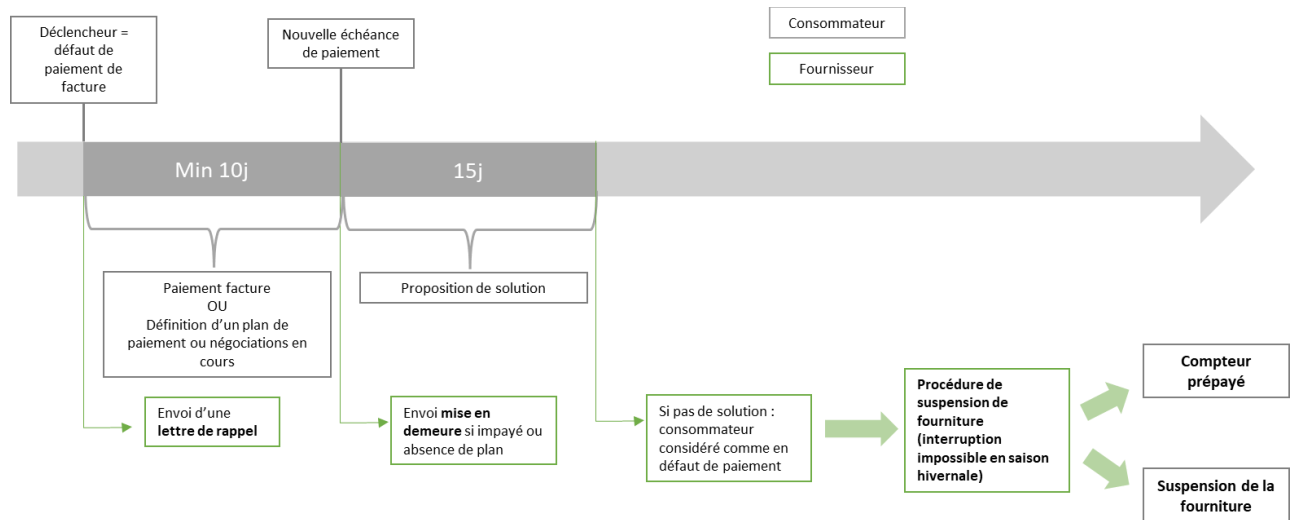 Déclencheur =
défaut de
paiement de
facture
Nouvelle échéance
de paiement
Consommateur
Fournisseur
Min 10j
15j
Paiement facture
OU
Définition d'un plan de
paiement ou négociations en
cours
Proposition de solution
Envoi d'une
lettre de rappel
Envoi mise en
demeure si impayé ou
absence de plan
Si pas de solution :
consommateur
considéré comme en
défaut de paiement
Procédure de
suspension de
fourniture
(interruption
impossible en saison
hivernale)
Compteur
prépayé
Suspension de la
fourniture